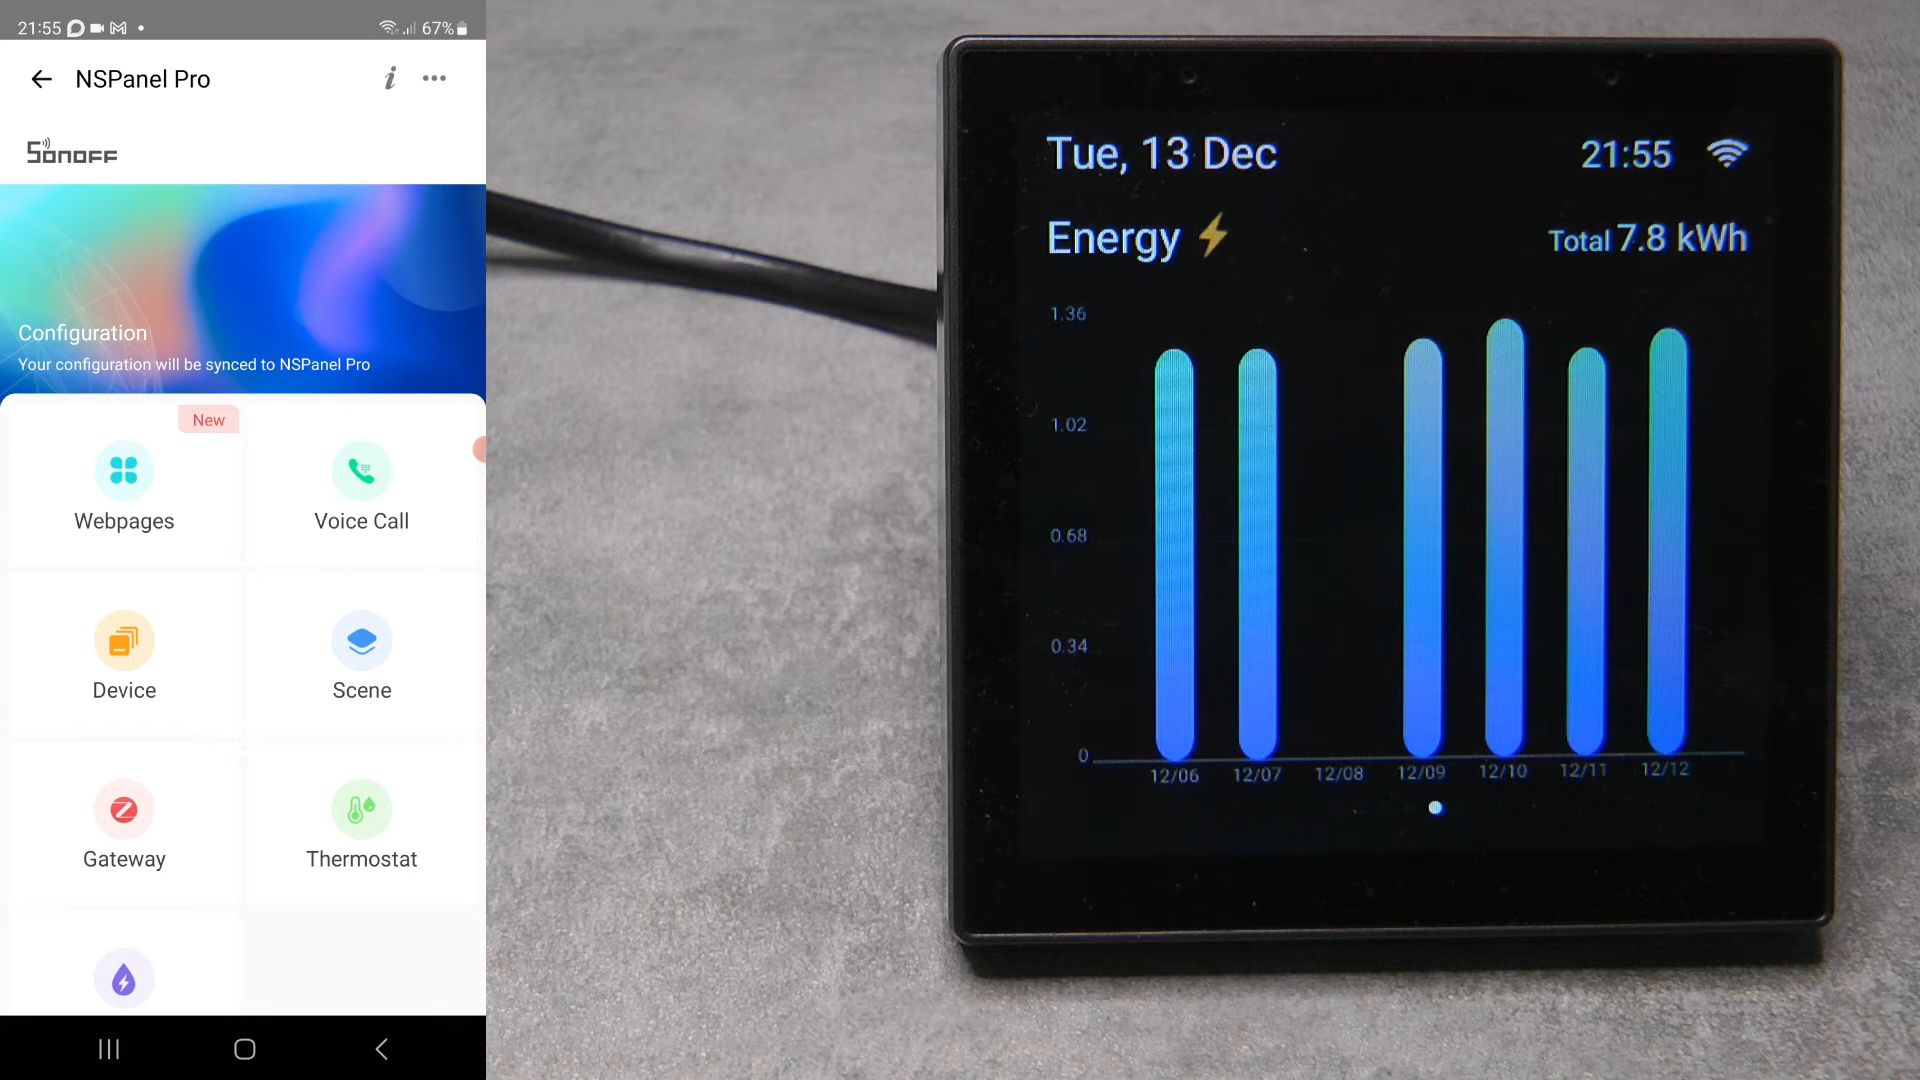 21:55
67%
NSPanel Pro
SONOFF
Configuration
Your configuration will be synced to NSPanel Pro
New
Webpages
Voice Call
Device
Scene
Gateway
Thermostat
Tue, 13 Dec
21:55
Energy
Total 7.8 kWh
1.36
1.02
0.68
0.34
0
12/06
12/07
12/08
12/09
12/10
12/11
12/12